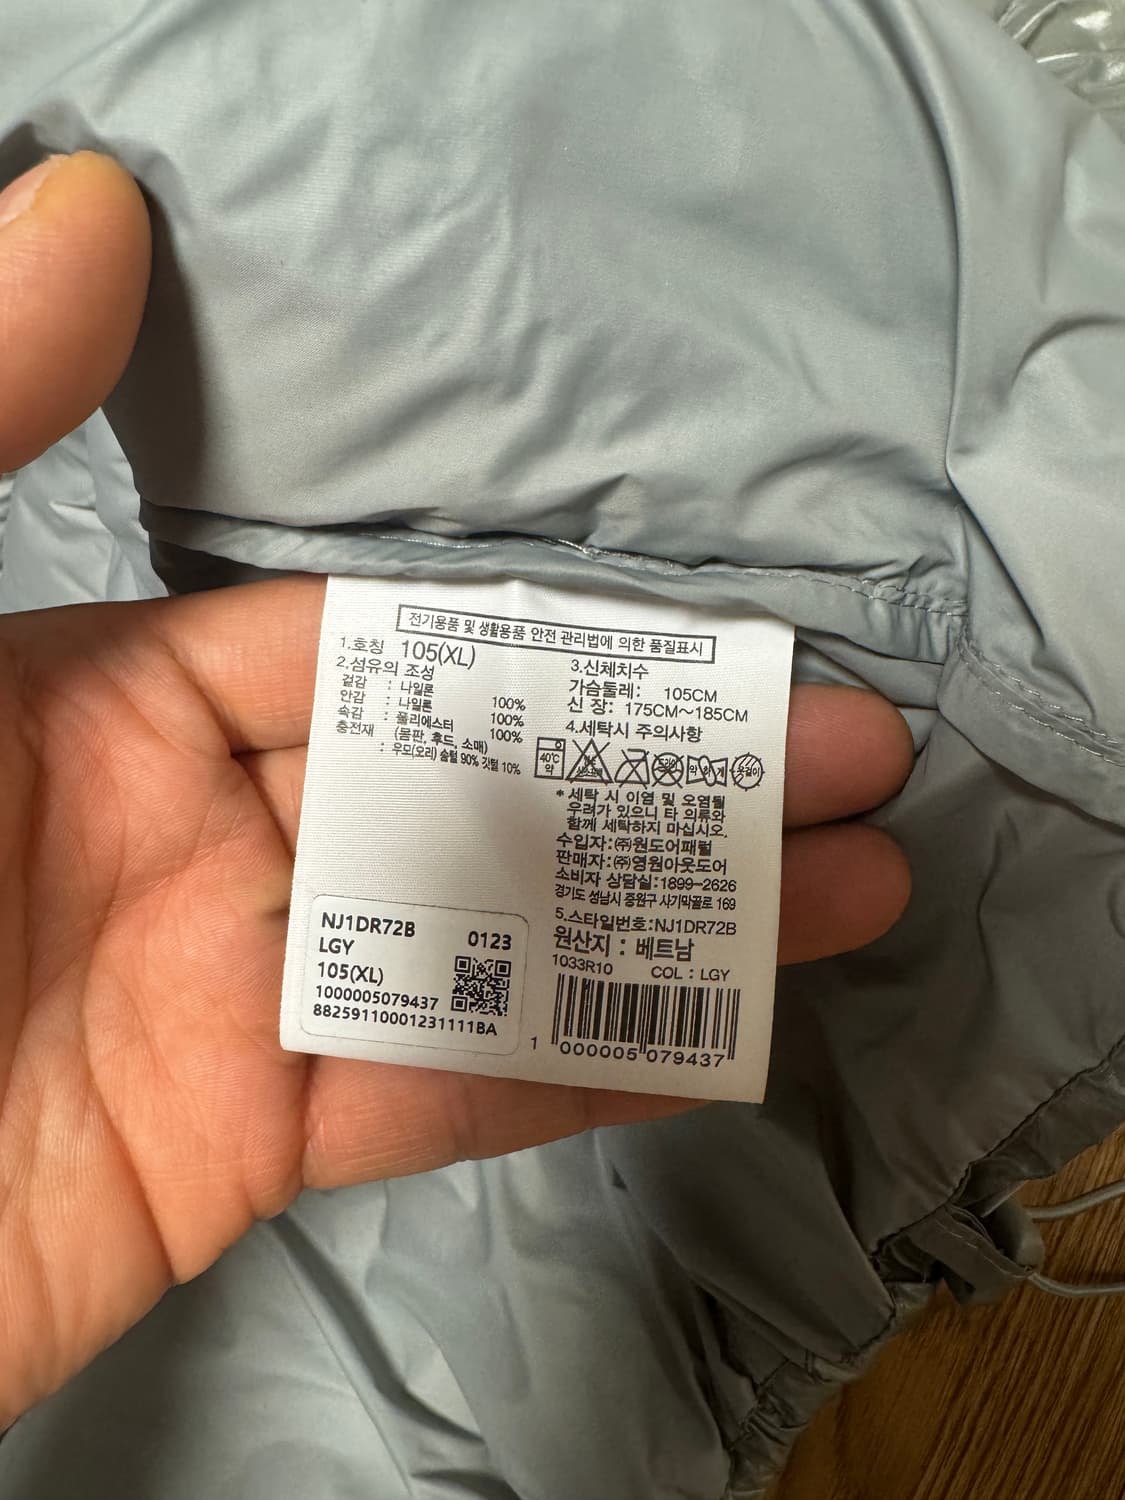 전기용품 및 생활용품 안전 관리법에 의한 품질표시
1.호칭 105(XL)
2.섬유의 조성
겉감 : 나일론 100%
안감 : 나일론 100%
속감 : 폴리에스터 100%
충전재 (몸판, 후드, 소매)
: 우모(오리) 솜털 90% 깃털 10%
3.신체치수
가슴둘레: 105CM
신 장: 175CM~185CM
4.세탁시 주의사항
40℃
약
드라이
약 하 게
옷걸이
* 세탁 시 이염 및 오염될
우려가 있으니 타 의류와
함께 세탁하지 마십시오.
수입자:㈜원도어패럴
판매자:㈜영원아웃도어
소비자 상담실:1899-2626
경기도 성남시 중원구 사기막골로 169
5.스타일번호:NJ1DR72B
원산지 : 베트남
1033R10 COL : LGY
1 000005 079437
NJ1DR72B 0123
LGY
105(XL)
1000005079437
88259110001231111BA